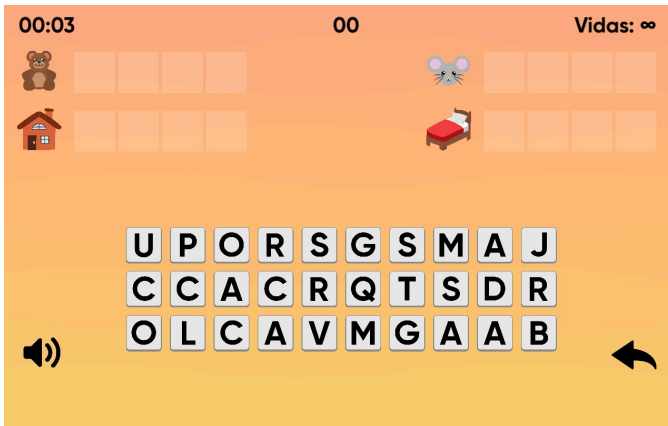 00:03 00 Vidas: ∞
U P O R S G S M A J
C C A C R Q T S D R
O L C A V M G A A B